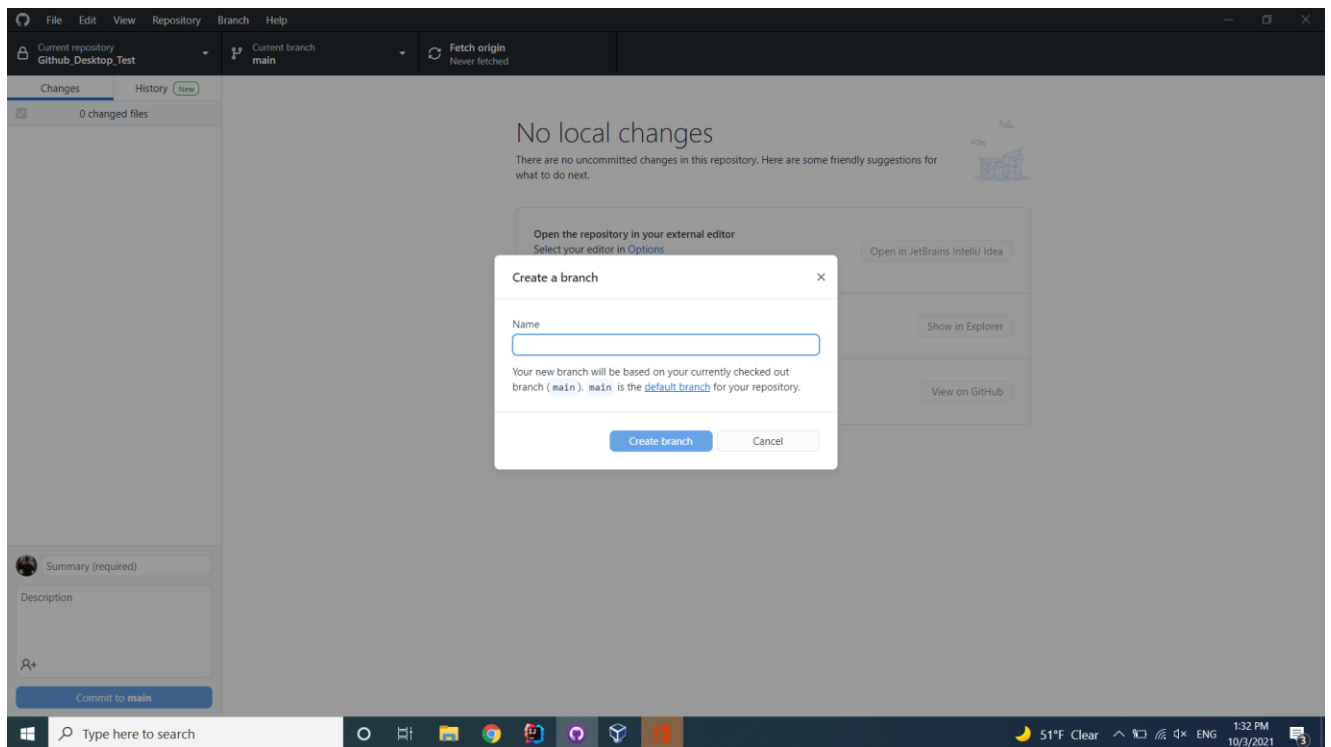 File Edit View Repository Branch Help
Current repository
Github_Desktop_Test
Current branch
main
Fetch origin
Never fetched
Changes
History New
0 changed files
No local changes
There are no uncommitted changes in this repository. Here are some friendly suggestions for
what to do next.
Open the repository in your external editor
Select your editor in Options
Open in JetBrains IntelliJ Idea
Create a branch
Name
Your new branch will be based on your currently checked out
branch (main). main is the default branch for your repository.
Create branch
Cancel
Show in Explorer
View on GitHub
Summary (required)
Description
Commit to main
Type here to search
51°F Clear
ENG
1:32 PM
10/3/2021
3